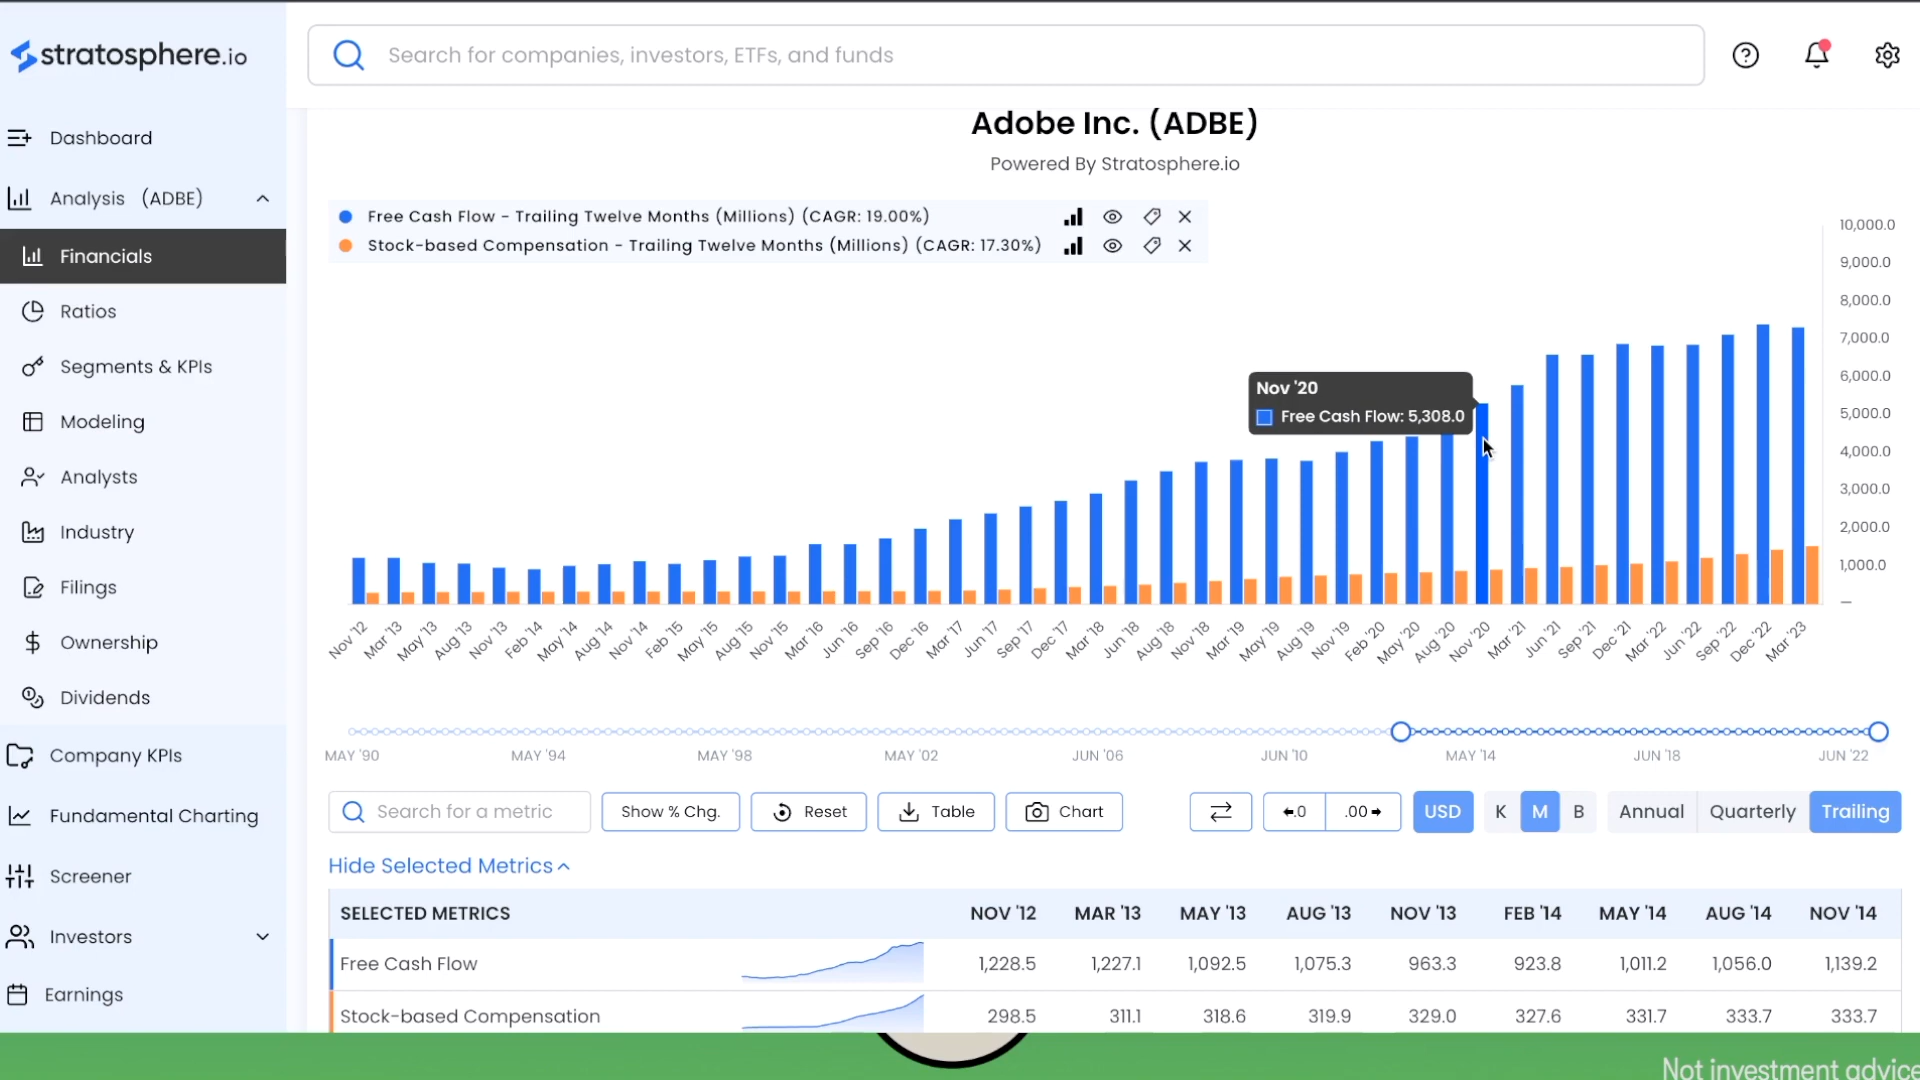 stratosphere.io
Search for companies, investors, ETFs, and funds
Dashboard
Analysis (ADBE)
Financials
Ratios
Segments & KPIs
Modeling
Analysts
Industry
Filings
Ownership
Dividends
Company KPIs
Fundamental Charting
Screener
Investors
Earnings
Adobe Inc. (ADBE)
Powered By Stratosphere.io
Free Cash Flow - Trailing Twelve Months (Millions) (CAGR: 19.00%)
Stock-based Compensation - Trailing Twelve Months (Millions) (CAGR: 17.30%)
10,000.0
9,000.0
8,000.0
7,000.0
6,000.0
5,000.0
4,000.0
3,000.0
2,000.0
1,000.0
—
Nov '20
Free Cash Flow: 5,308.0
Nov '12 Mar '13 May '13 Aug '13 Nov '13 Feb '14 May '14 Aug '14 Nov '14 Feb '15 May '15 Aug '15 Nov '15 Mar '16 Jun '16 Sep '16 Dec '16 Mar '17 Jun '17 Sep '17 Dec '17 Mar '18 Jun '18 Aug '18 Nov '18 Mar '19 May '19 Aug '19 Nov '19 Feb '20 May '20 Aug '20 Nov '20 Mar '21 Jun '21 Sep '21 Dec '21 Mar '22 Jun '22 Sep '22 Dec '22 Mar '23
MAY '90 MAY '94 MAY '98 MAY '02 JUN '06 JUN '10 MAY '14 JUN '18 JUN '22
Search for a metric Show % Chg. Reset Table Chart .0 .00 USD K M B Annual Quarterly Trailing
Hide Selected Metrics
SELECTED METRICS NOV '12 MAR '13 MAY '13 AUG '13 NOV '13 FEB '14 MAY '14 AUG '14 NOV '14
Free Cash Flow 1,228.5 1,227.1 1,092.5 1,075.3 963.3 923.8 1,011.2 1,056.0 1,139.2
Stock-based Compensation 298.5 311.1 318.6 319.9 329.0 327.6 331.7 333.7 333.7
Not investment advice